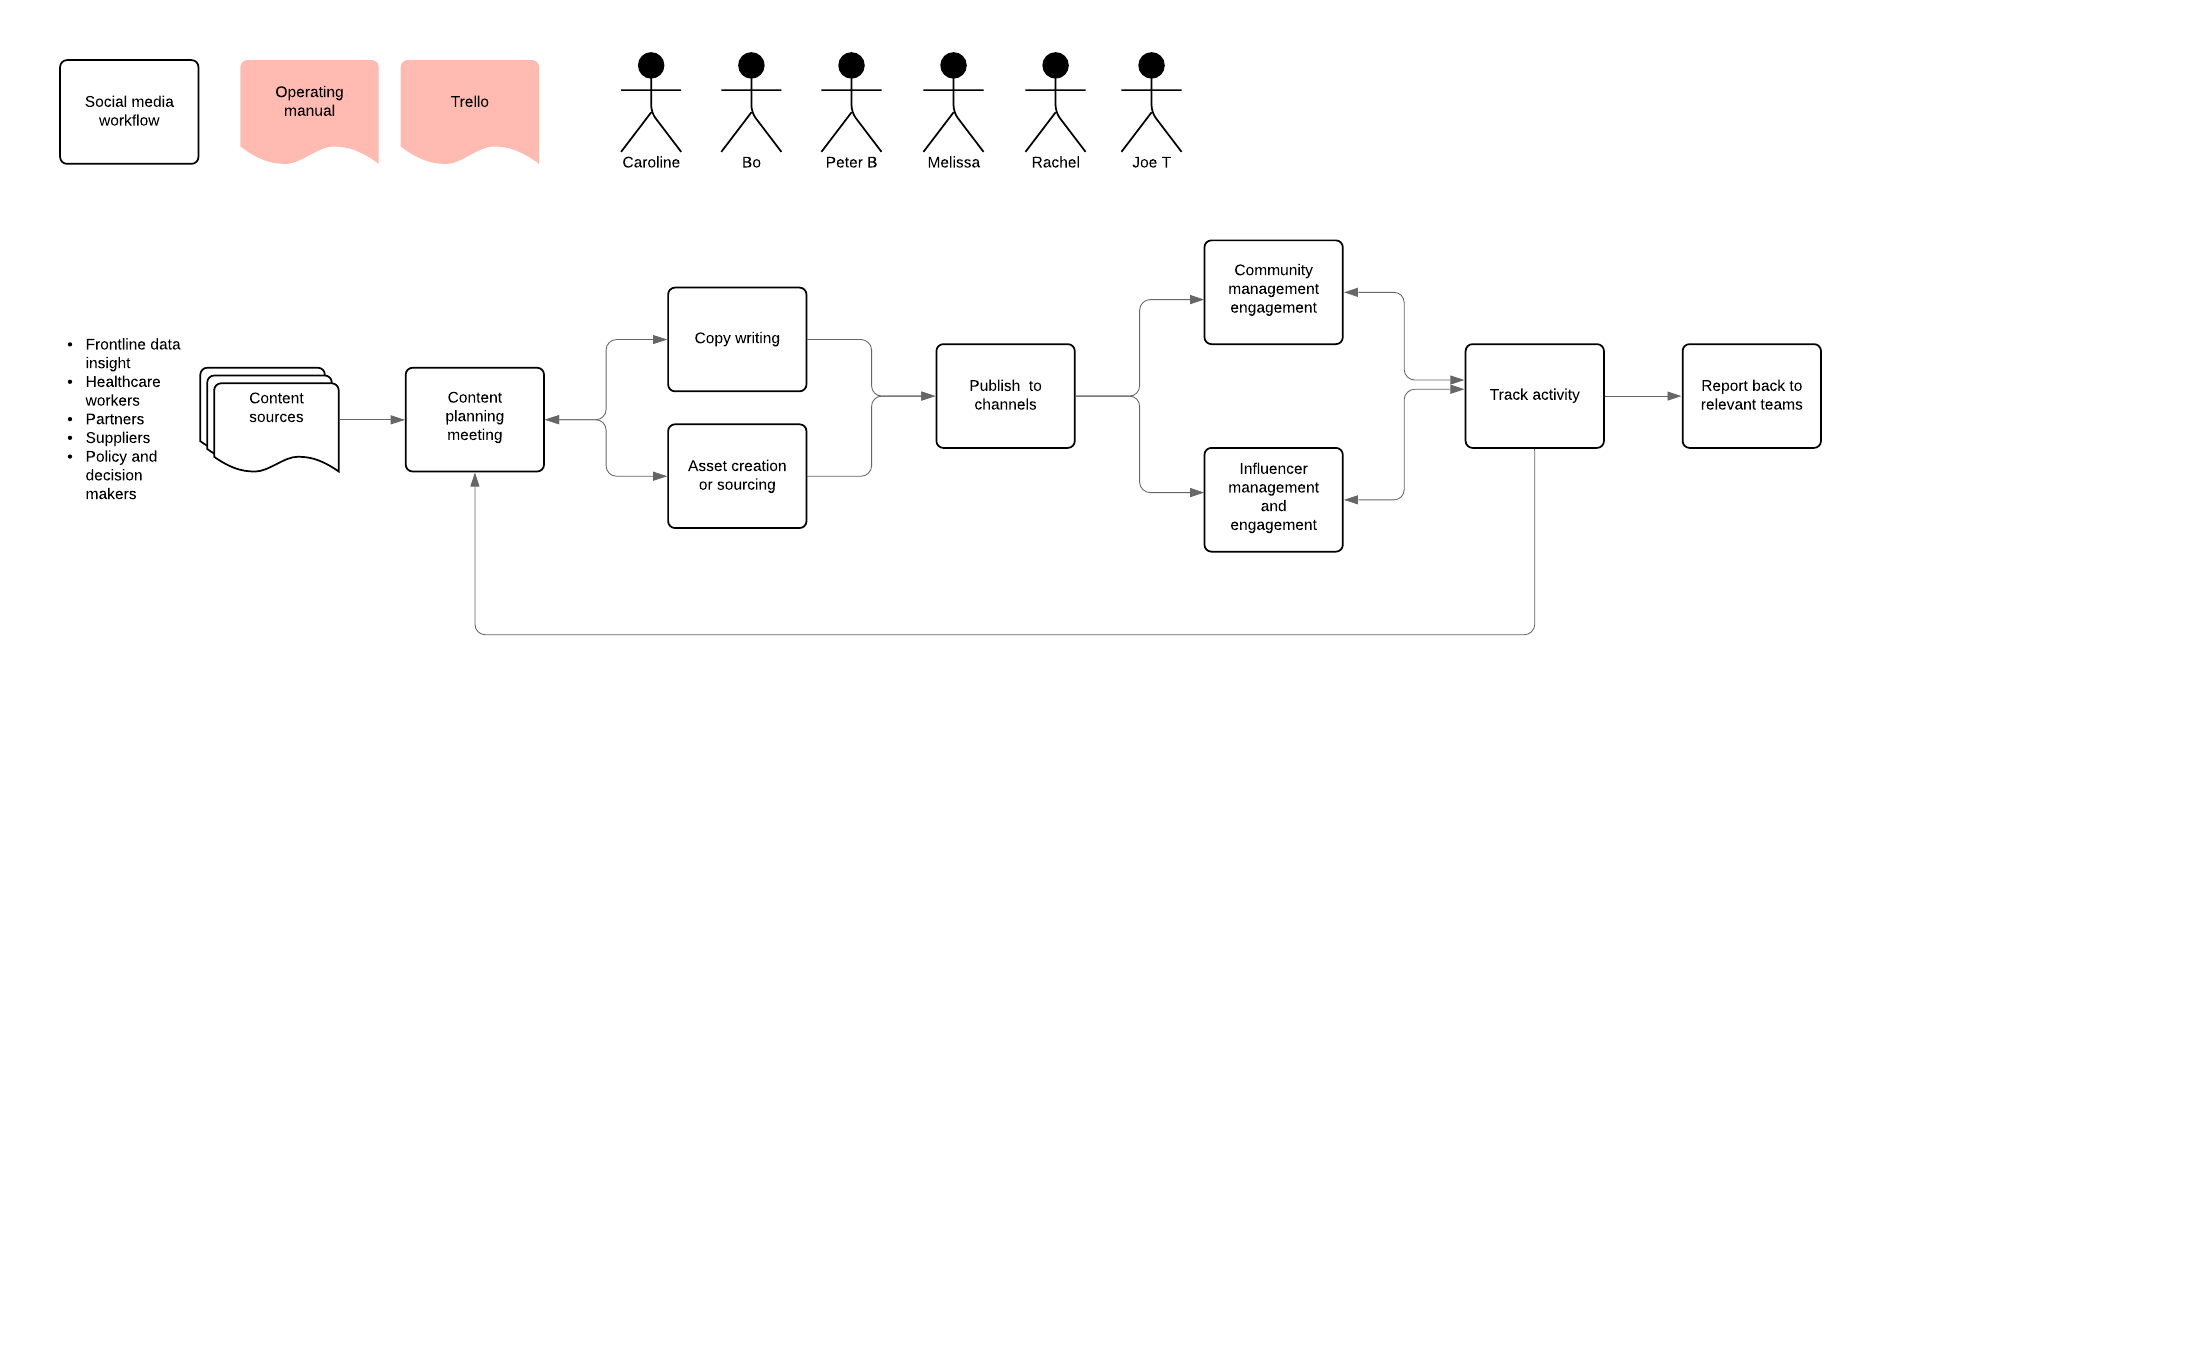 Social media
workflow
Operating
manual
Trello
Caroline
Bo
Peter B
Melissa
Rachel
Joe T
• Frontline data
insight
• Healthcare
workers
• Partners
• Suppliers
• Policy and
decision
makers
Content
sources
Content
planning
meeting
Copy writing
Asset creation
or sourcing
Publish  to
channels
Community
management
engagement
Influencer
management
and
engagement
Track activity
Report back to
relevant teams